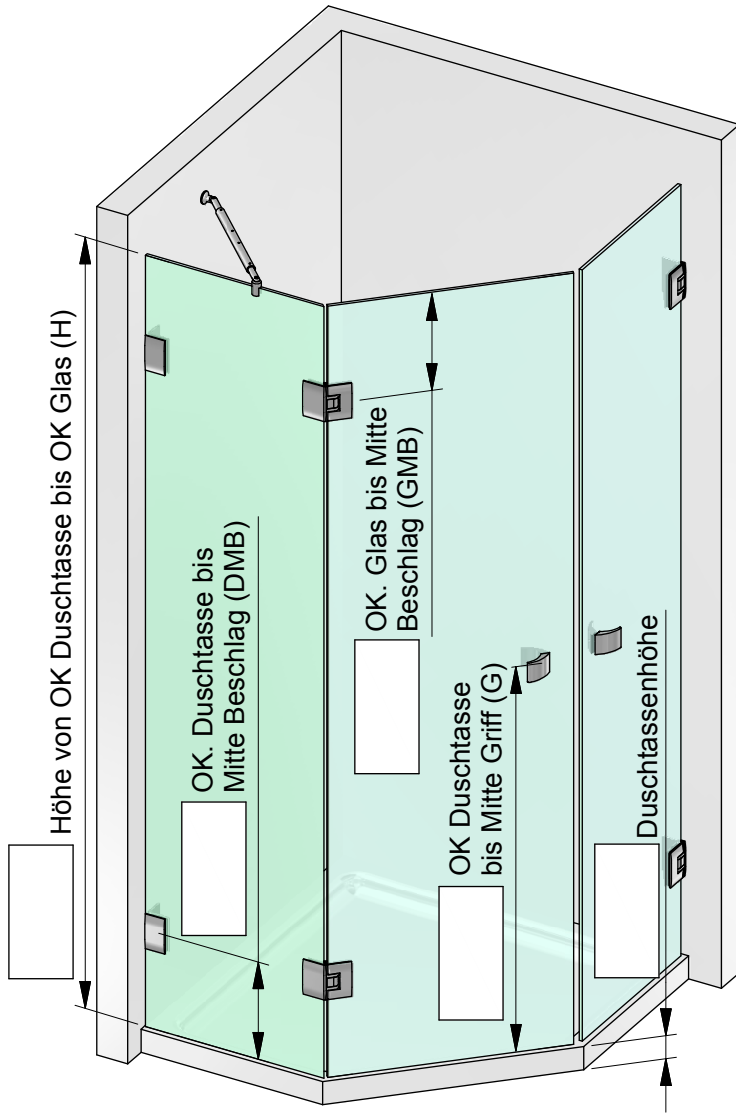 Höhe von OK Duschtasse bis OK Glas (H)
OK. Duschtasse bis
Mitte Beschlag (DMB)
OK. Glas bis Mitte
Beschlag (GMB)
OK Duschtasse
bis Mitte Griff (G)
Duschtassenhöhe